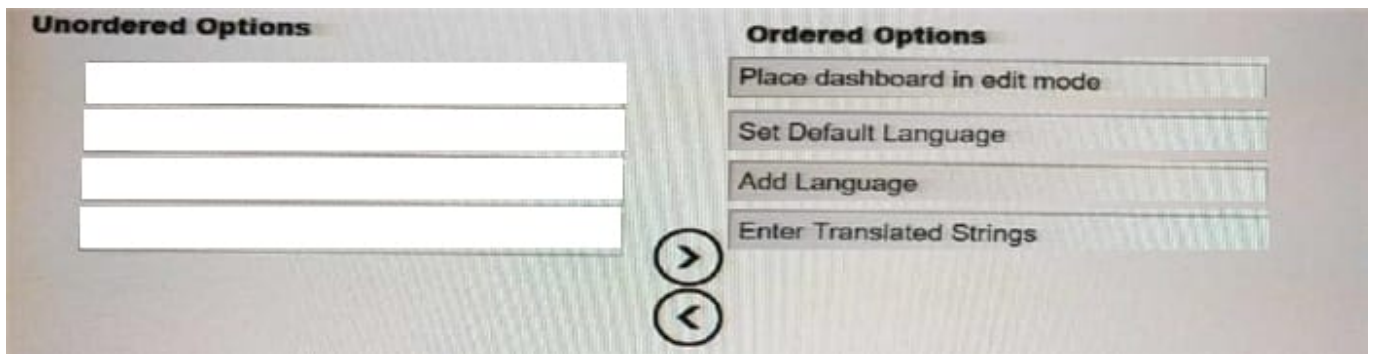 Unordered Options
Ordered Options
Place dashboard in edit mode
Set Default Language
Add Language
Enter Translated Strings